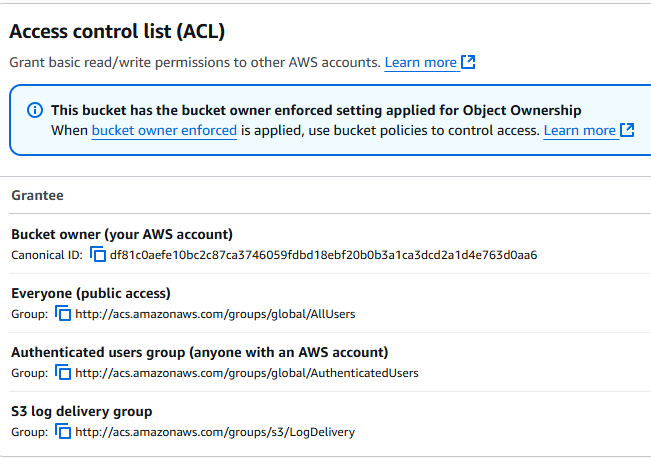 Access control list (ACL)
Grant basic read/write permissions to other AWS accounts. Learn more
This bucket has the bucket owner enforced setting applied for Object Ownership
When bucket owner enforced is applied, use bucket policies to control access. Learn more
Grantee
Bucket owner (your AWS account)
Canonical ID: df81c0aefe10bc2c87ca3746059fdbd18ebf20b0b3a1ca3dcd2a1d4e763d0aa6
Everyone (public access)
Group: http://acs.amazonaws.com/groups/global/AllUsers
Authenticated users group (anyone with an AWS account)
Group: http://acs.amazonaws.com/groups/global/AuthenticatedUsers
S3 log delivery group
Group: http://acs.amazonaws.com/groups/s3/LogDelivery